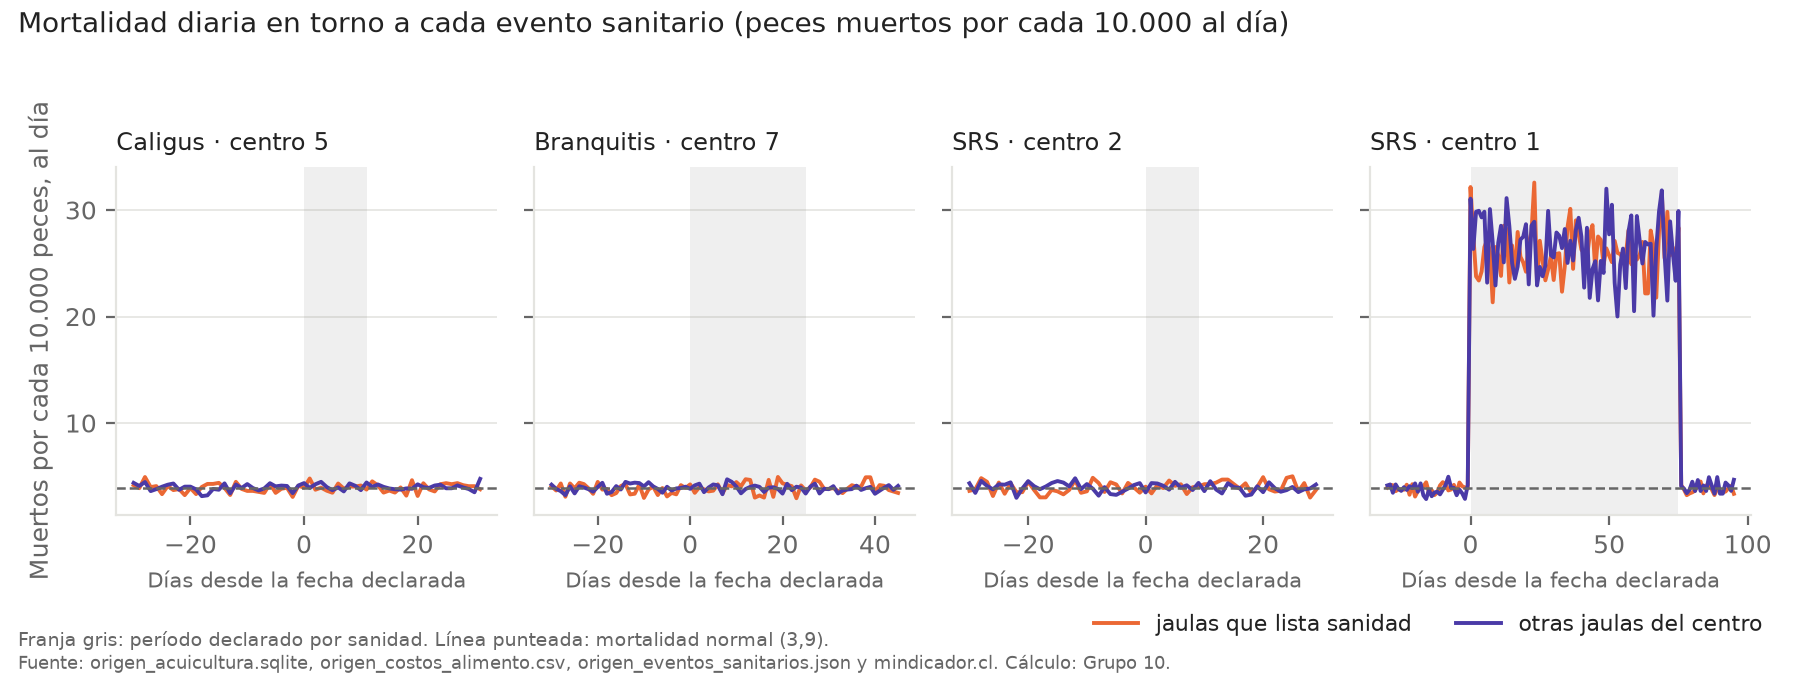 Mortalidad diaria en torno a cada evento sanitario (peces muertos por cada 10.000 al día)
Muertos por cada 10.000 peces, al día
Caligus · centro 5
Branquitis · centro 7
SRS · centro 2
SRS · centro 1
30
20
10
−20 0 20
−20 0 20 40
−20 0 20
0 50 100
Días desde la fecha declarada
Días desde la fecha declarada
Días desde la fecha declarada
Días desde la fecha declarada
jaulas que lista sanidad
otras jaulas del centro
Franja gris: período declarado por sanidad. Línea punteada: mortalidad normal (3,9).
Fuente: origen_acuicultura.sqlite, origen_costos_alimento.csv, origen_eventos_sanitarios.json y mindicador.cl. Cálculo: Grupo 10.